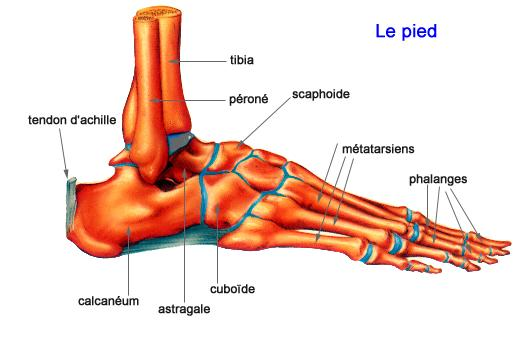 Le pied
tibia
péroné
scaphoide
tendon d'achille
métatarsiens
phalanges
cuboïde
calcanéum
astragale